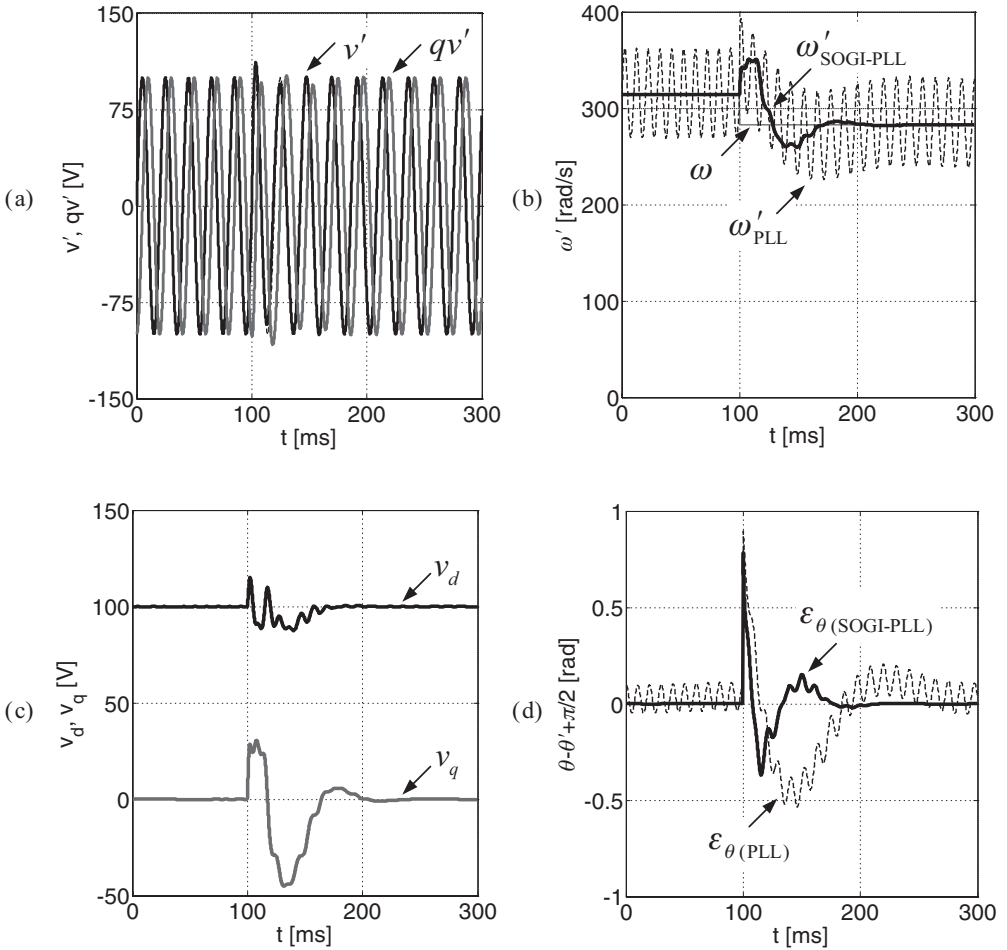 (a)
150
75
0
-75
-150
v', qv' [V]
v'
qv'
0 100 200 300
t [ms]
(b)
400
300
200
100
0
ω' [rad/s]
ω'SOGI-PLL
ω
ω'PLL
0 100 200 300
t [ms]
(c)
150
100
50
0
-50
vd, vq [V]
vd
vq
0 100 200 300
t [ms]
(d)
1
0.5
0
-0.5
-1
θ-θ'+π/2 [rad]
εθ (SOGI-PLL)
εθ (PLL)
0 100 200 300
t [ms]